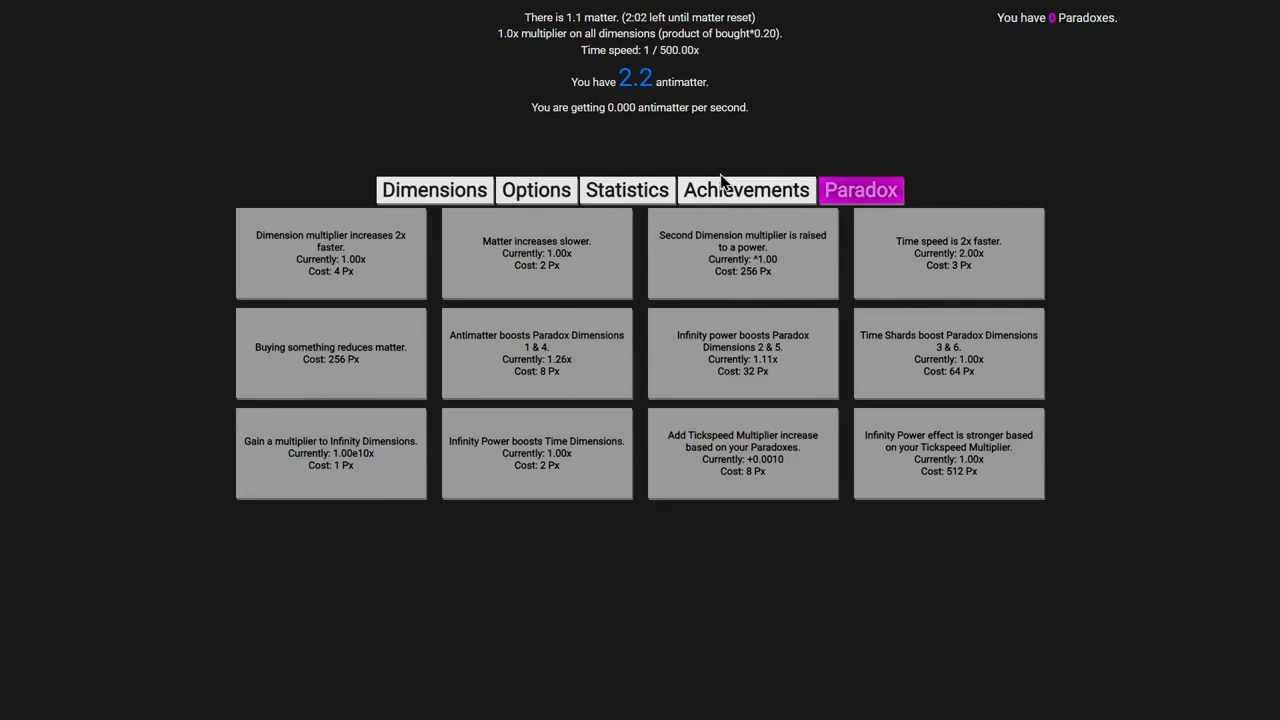 There is 1.1 matter. (2:02 left until matter reset)
You have 0 Paradoxes.
1.0x multiplier on all dimensions (product of bought*0.20).
Time speed: 1 / 500.00x
You have 2.2 antimatter.
You are getting 0.000 antimatter per second.
Dimensions Options Statistics Achievements Paradox
Dimension multiplier increases 2x
faster.
Currently: 1.00x
Cost: 4 Px
Matter increases slower.
Currently: 1.00x
Cost: 2 Px
Second Dimension multiplier is raised
to a power.
Currently: ^1.00
Cost: 256 Px
Time speed is 2x faster.
Currently: 2.00x
Cost: 3 Px
Buying something reduces matter.
Cost: 256 Px
Antimatter boosts Paradox Dimensions
1 & 4.
Currently: 1.26x
Cost: 8 Px
Infinity power boosts Paradox
Dimensions 2 & 5.
Currently: 1.11x
Cost: 32 Px
Time Shards boost Paradox Dimensions
3 & 6.
Currently: 1.00x
Cost: 64 Px
Gain a multiplier to Infinity Dimensions.
Currently: 1.00e10x
Cost: 1 Px
Infinity Power boosts Time Dimensions.
Currently: 1.00x
Cost: 2 Px
Add Tickspeed Multiplier increase
based on your Paradoxes.
Currently: +0.0010
Cost: 8 Px
Infinity Power effect is stronger based
on your Tickspeed Multiplier.
Currently: 1.00x
Cost: 512 Px